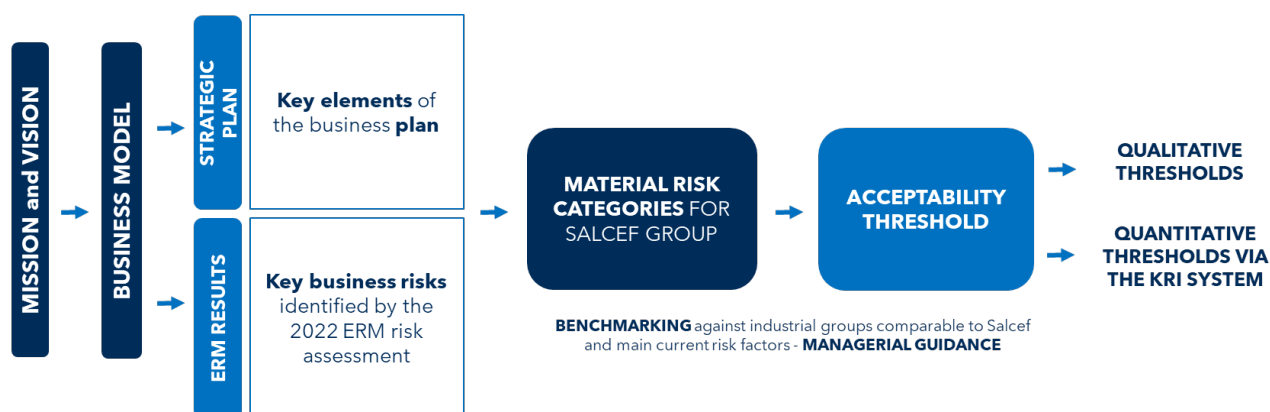 MISSION and VISION
BUSINESS MODEL
STRATEGIC
PLAN
Key elements of
the business plan
ERM RESULTS
Key business risks
identified by the
2022 ERM risk
assessment
MATERIAL RISK
CATEGORIES FOR
SALCEF GROUP
ACCEPTABILITY
THRESHOLD
QUALITATIVE
THRESHOLDS
QUANTITATIVE
THRESHOLDS VIA
THE KRI SYSTEM
BENCHMARKING against industrial groups comparable to Salcef
and main current risk factors - MANAGERIAL GUIDANCE